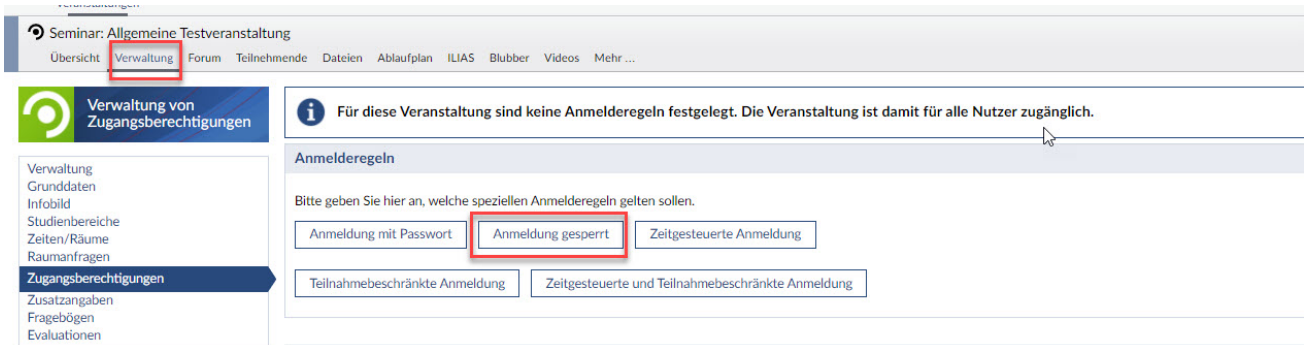 Seminar: Allgemeine Testveranstaltung
Übersicht Verwaltung Forum Teilnehmende Dateien Ablaufplan ILIAS Blubber Videos Mehr ...
Verwaltung von
Zugangsberechtigungen
Für diese Veranstaltung sind keine Anmelderegeln festgelegt. Die Veranstaltung ist damit für alle Nutzer zugänglich.
Verwaltung
Grunddaten
Infobild
Studienbereiche
Zeiten/Räume
Raumanfragen
Zugangsberechtigungen
Zusatzangaben
Fragebögen
Evaluationen
Anmelderegeln
Bitte geben Sie hier an, welche speziellen Anmelderegeln gelten sollen.
Anmeldung mit Passwort Anmeldung gesperrt Zeitgesteuerte Anmeldung
Teilnahmebeschränkte Anmeldung Zeitgesteuerte und Teilnahmebeschränkte Anmeldung